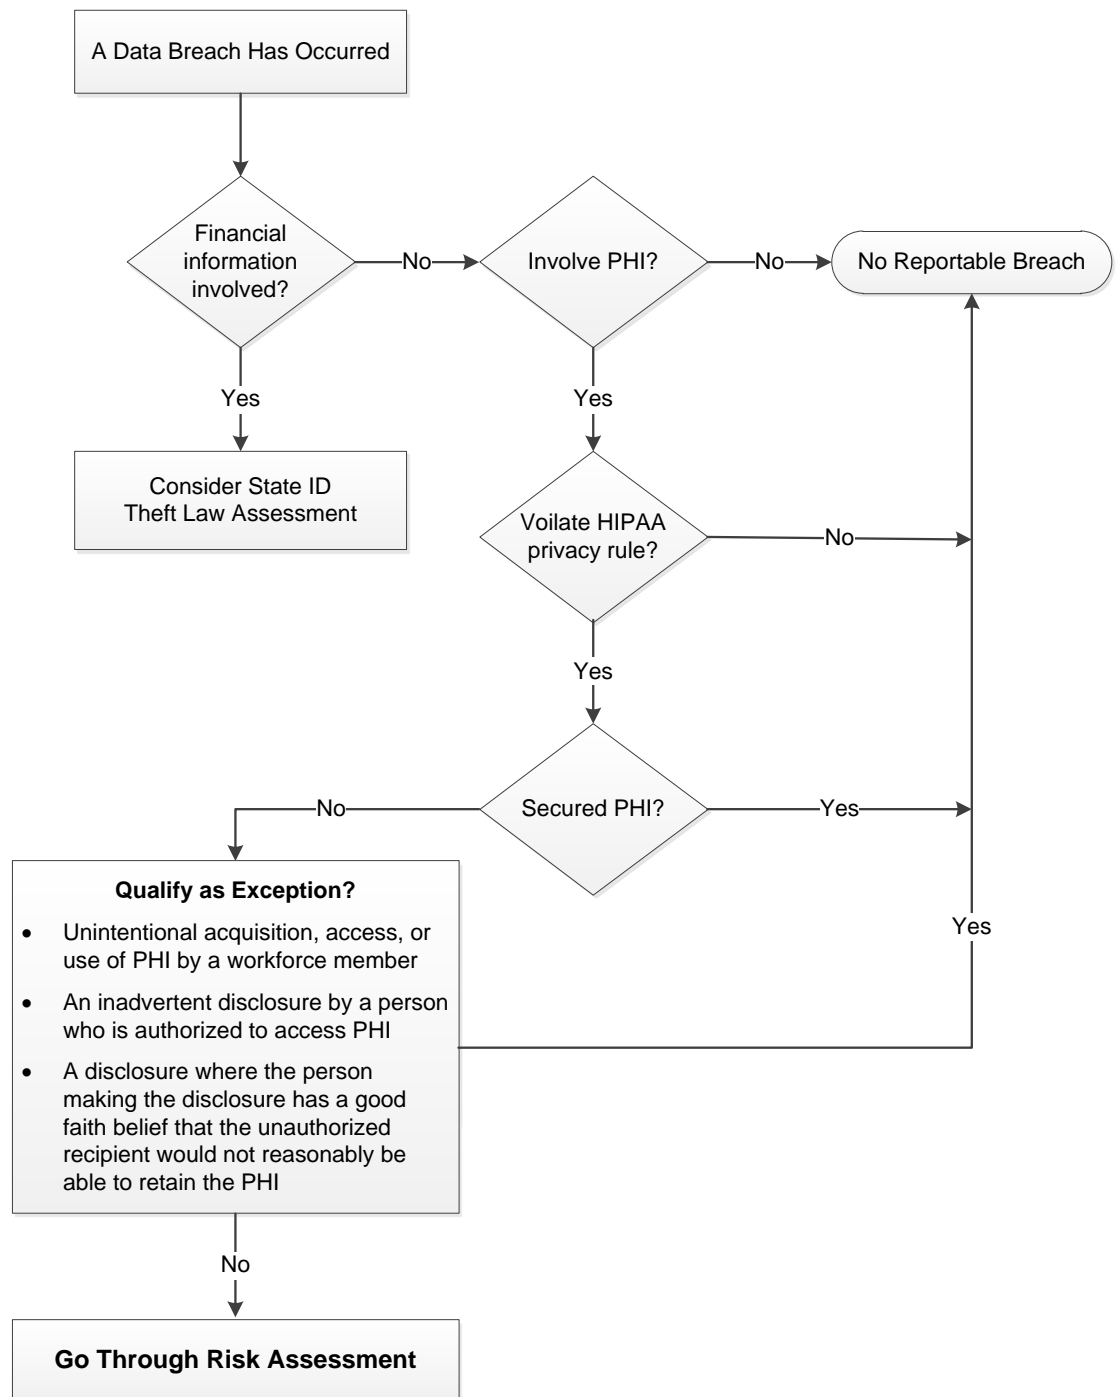 A Data Breach Has Occurred
Financial
information
involved?
No
Involve PHI?
No
No Reportable Breach
Yes
Yes
Consider State ID
Theft Law Assessment
Voilate HIPAA
privacy rule?
No
Yes
Secured PHI?
No
Yes
Qualify as Exception?
• Unintentional acquisition, access, or
use of PHI by a workforce member
• An inadvertent disclosure by a person
who is authorized to access PHI
• A disclosure where the person
making the disclosure has a good
faith belief that the unauthorized
recipient would not reasonably be
able to retain the PHI
Yes
No
Go Through Risk Assessment